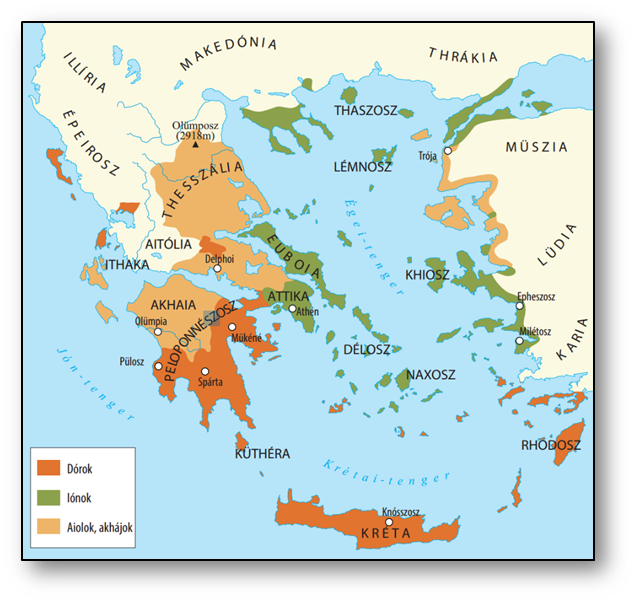 MAKEDÓNIA
THRÁKIA
ILLÍRIA
THASZOSZ
ÉPEIROSZ
Olümposz
(2918m)
MÜSZIA
Trója
LÉMNOSZ
THESSZÁLIA
Égei-tenger
LÜDIA
AITÓLIA
EUBOIA
ITHAKA
Delphoi
KHIOSZ
AKHAIA
ATTIKA
Epheszosz
Athén
Olümpia
PELOPONNÉSZOSZ
Mükéné
Milétosz
KÁRIA
DÉLOSZ
Pülosz
Spárta
NAXOSZ
Jón-tenger
RHODOSZ
KÜTHÉRA
Krétai-tenger
Dórok
Iónok
Aiolok, akhájok
Knósszosz
KRÉTA